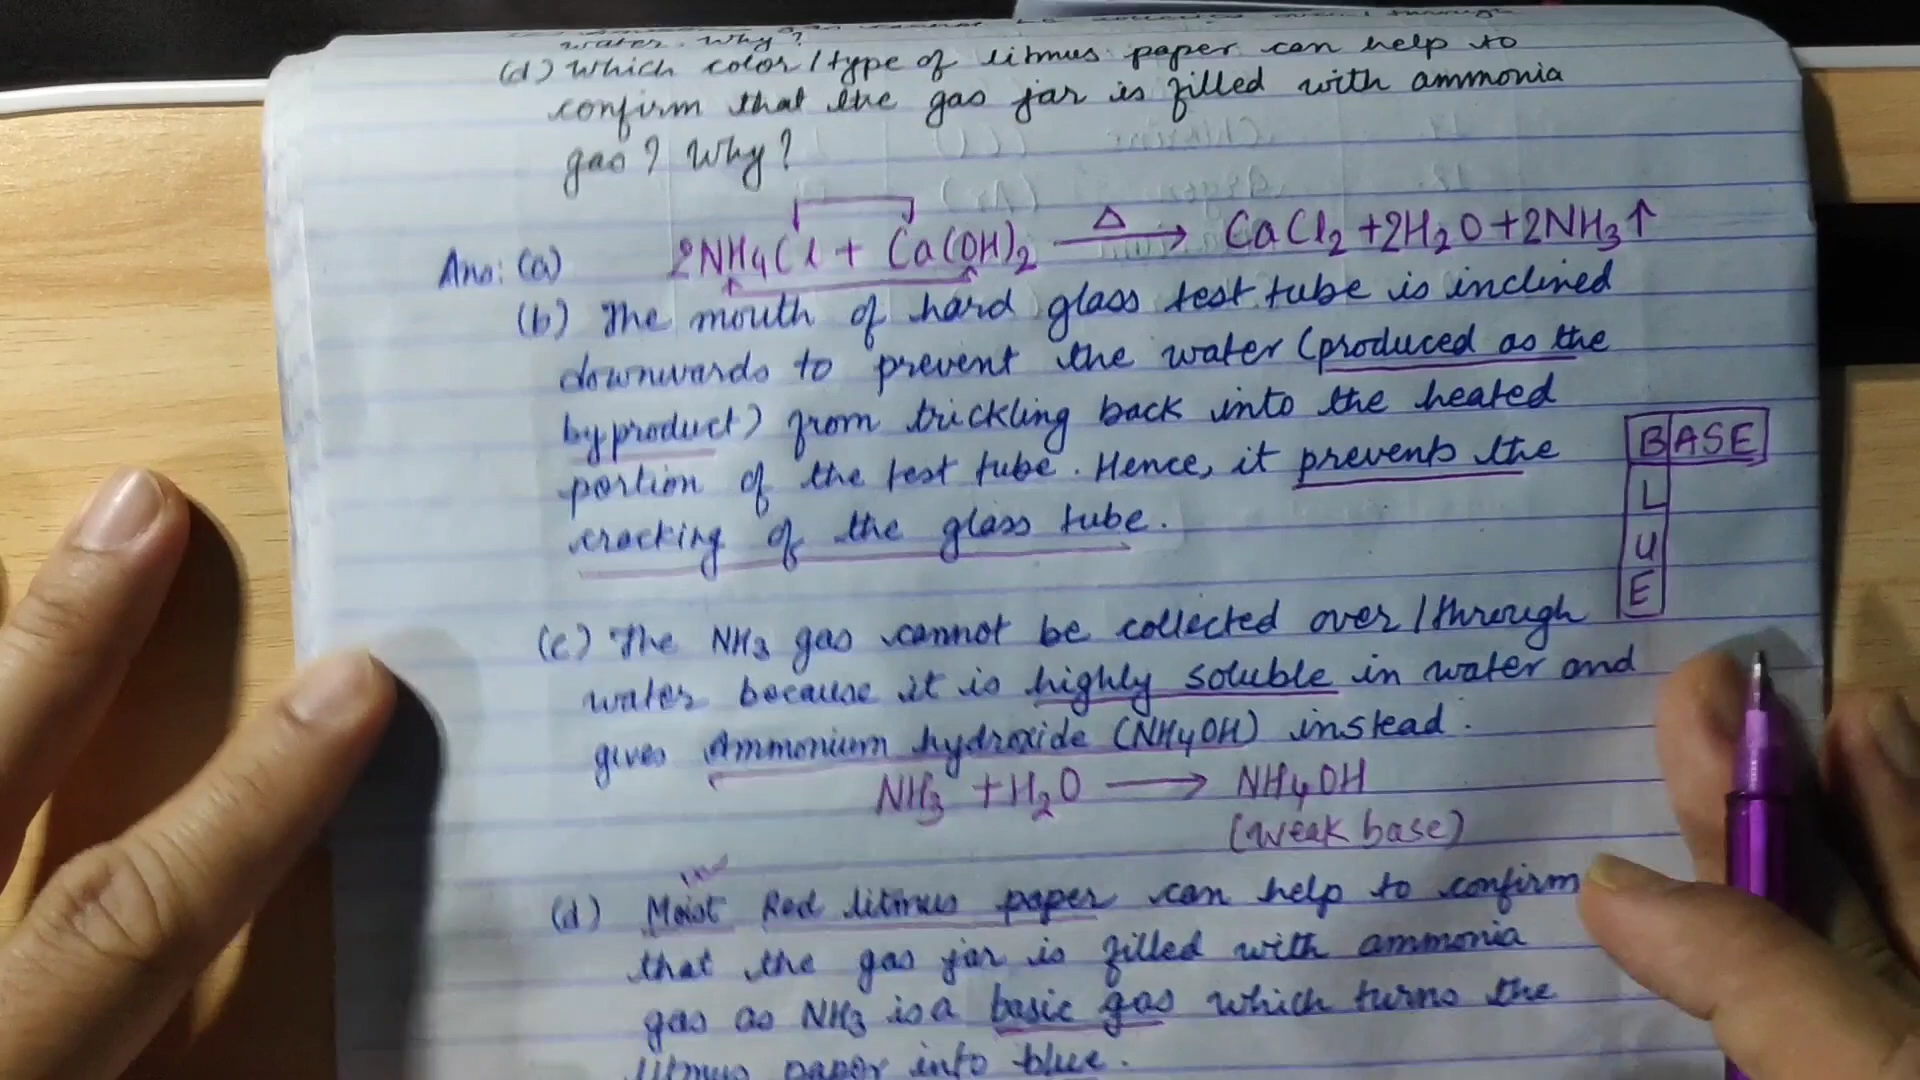 water. Why?
(d) Which color/type of litmus paper can help to
confirm that the gas jar is filled with ammonia
gas? Why?
Ans: (a) 2NH4Cl + Ca(OH)2 —Δ→ CaCl2 + 2H2O + 2NH3↑
(b) The mouth of hard glass test tube is inclined
downwards to prevent the water (produced as the
byproduct) from trickling back into the heated
portion of the test tube. Hence, it prevents the
cracking of the glass tube.
BASE
L
U
E
(c) The NH3 gas cannot be collected over/through
water because it is highly soluble in water and
gives Ammonium hydroxide (NH4OH) instead.
NH3 + H2O → NH4OH
(weak base)
(d) Moist Red litmus paper can help to confirm
that the gas jar is filled with ammonia
gas as NH3 is a basic gas which turns the
litmus paper into blue.